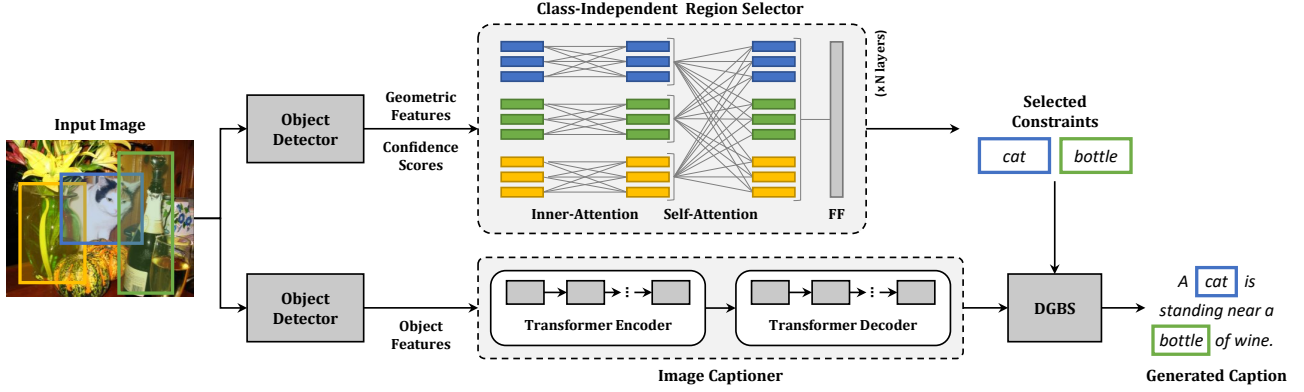 Class-Independent Region Selector
Input Image
Object
Detector
Geometric
Features
Confidence
Scores
Inner-Attention
Self-Attention
FF
(xN layers)
Selected
Constraints
cat
bottle
Object
Detector
Object
Features
Transformer Encoder
Transformer Decoder
Image Captioner
DGBS
A cat is
standing near a
bottle of wine.
Generated Caption